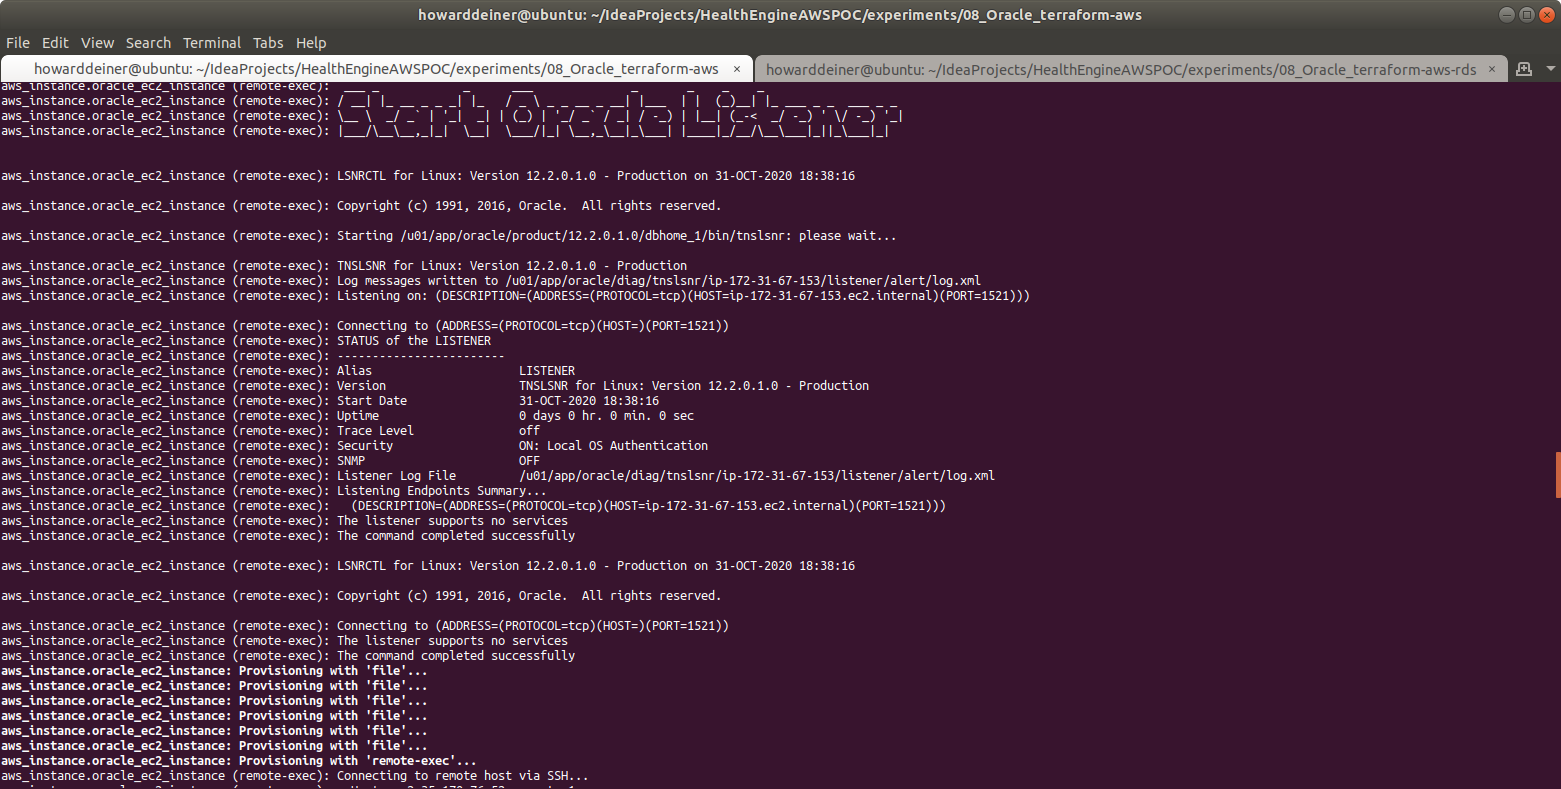 howarddeiner@ubuntu: ~/IdeaProjects/HealthEngineAWSPOC/experiments/08_Oracle_terraform-aws
File Edit View Search Terminal Tabs Help
howarddeiner@ubuntu: ~/IdeaProjects/HealthEngineAWSPOC/experiments/08_Oracle_terraform-aws × howarddeiner@ubuntu: ~/IdeaProjects/HealthEngineAWSPOC/experiments/08_Oracle_terraform-aws-rds ×
aws_instance.oracle_ec2_instance (remote-exec):
aws_instance.oracle_ec2_instance (remote-exec):
aws_instance.oracle_ec2_instance (remote-exec): Start Oracle Listener
aws_instance.oracle_ec2_instance (remote-exec):
aws_instance.oracle_ec2_instance (remote-exec): LSNRCTL for Linux: Version 12.2.0.1.0 - Production on 31-OCT-2020 18:38:16
aws_instance.oracle_ec2_instance (remote-exec): Copyright (c) 1991, 2016, Oracle.  All rights reserved.
aws_instance.oracle_ec2_instance (remote-exec): Starting /u01/app/oracle/product/12.2.0.1.0/dbhome_1/bin/tnslsnr: please wait...
aws_instance.oracle_ec2_instance (remote-exec): TNSLSNR for Linux: Version 12.2.0.1.0 - Production
aws_instance.oracle_ec2_instance (remote-exec): Log messages written to /u01/app/oracle/diag/tnslsnr/ip-172-31-67-153/listener/alert/log.xml
aws_instance.oracle_ec2_instance (remote-exec): Listening on: (DESCRIPTION=(ADDRESS=(PROTOCOL=tcp)(HOST=ip-172-31-67-153.ec2.internal)(PORT=1521)))
aws_instance.oracle_ec2_instance (remote-exec): Connecting to (ADDRESS=(PROTOCOL=tcp)(HOST=)(PORT=1521))
aws_instance.oracle_ec2_instance (remote-exec): STATUS of the LISTENER
aws_instance.oracle_ec2_instance (remote-exec): ------------------------
aws_instance.oracle_ec2_instance (remote-exec): Alias                     LISTENER
aws_instance.oracle_ec2_instance (remote-exec): Version                   TNSLSNR for Linux: Version 12.2.0.1.0 - Production
aws_instance.oracle_ec2_instance (remote-exec): Start Date                31-OCT-2020 18:38:16
aws_instance.oracle_ec2_instance (remote-exec): Uptime                    0 days 0 hr. 0 min. 0 sec
aws_instance.oracle_ec2_instance (remote-exec): Trace Level               off
aws_instance.oracle_ec2_instance (remote-exec): Security                  ON: Local OS Authentication
aws_instance.oracle_ec2_instance (remote-exec): SNMP                      OFF
aws_instance.oracle_ec2_instance (remote-exec): Listener Log File         /u01/app/oracle/diag/tnslsnr/ip-172-31-67-153/listener/alert/log.xml
aws_instance.oracle_ec2_instance (remote-exec): Listening Endpoints Summary...
aws_instance.oracle_ec2_instance (remote-exec):   (DESCRIPTION=(ADDRESS=(PROTOCOL=tcp)(HOST=ip-172-31-67-153.ec2.internal)(PORT=1521)))
aws_instance.oracle_ec2_instance (remote-exec): The listener supports no services
aws_instance.oracle_ec2_instance (remote-exec): The command completed successfully
aws_instance.oracle_ec2_instance (remote-exec): LSNRCTL for Linux: Version 12.2.0.1.0 - Production on 31-OCT-2020 18:38:16
aws_instance.oracle_ec2_instance (remote-exec): Copyright (c) 1991, 2016, Oracle.  All rights reserved.
aws_instance.oracle_ec2_instance (remote-exec): Connecting to (ADDRESS=(PROTOCOL=tcp)(HOST=)(PORT=1521))
aws_instance.oracle_ec2_instance (remote-exec): The listener supports no services
aws_instance.oracle_ec2_instance (remote-exec): The command completed successfully
aws_instance.oracle_ec2_instance: Provisioning with 'file'...
aws_instance.oracle_ec2_instance: Provisioning with 'file'...
aws_instance.oracle_ec2_instance: Provisioning with 'file'...
aws_instance.oracle_ec2_instance: Provisioning with 'file'...
aws_instance.oracle_ec2_instance: Provisioning with 'file'...
aws_instance.oracle_ec2_instance: Provisioning with 'file'...
aws_instance.oracle_ec2_instance: Provisioning with 'remote-exec'...
aws_instance.oracle_ec2_instance (remote-exec): Connecting to remote host via SSH...